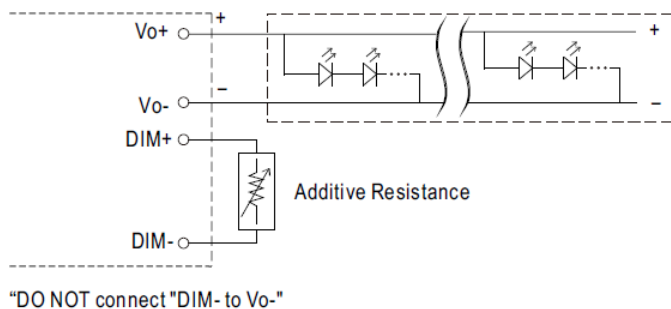 Vo+
+
+
Vo-
−
−
DIM+
Additive Resistance
DIM-
“DO NOT connect "DIM- to Vo-"